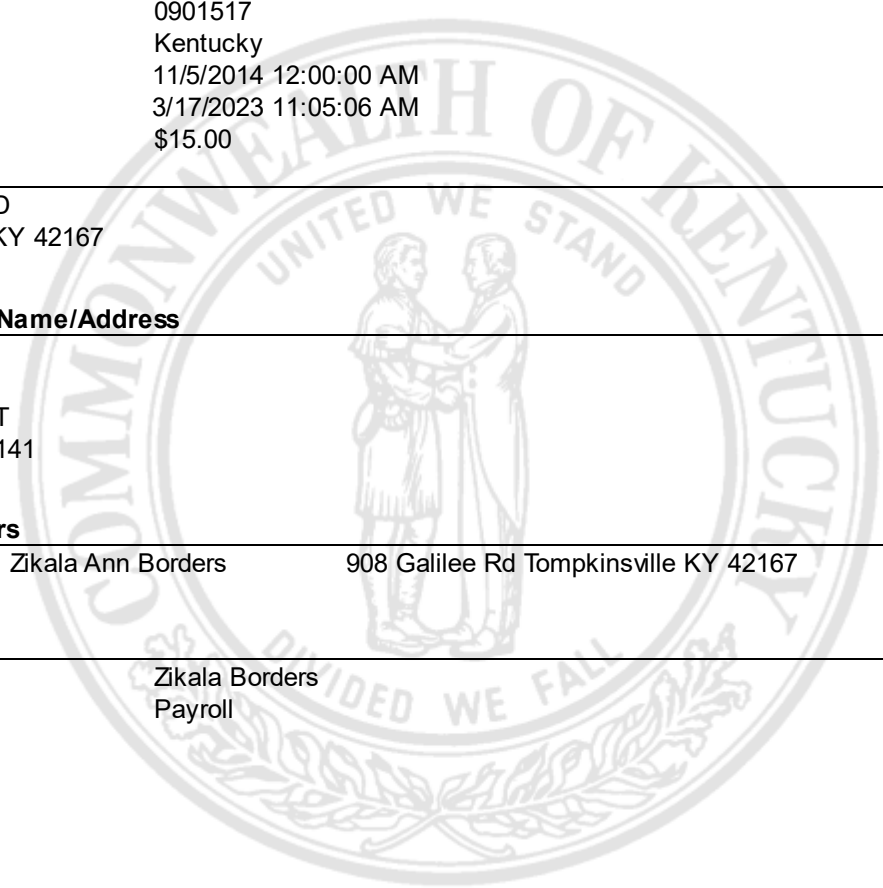 0901517
Kentucky
11/5/2014 12:00:00 AM
3/17/2023 11:05:06 AM
$15.00
D
KY 42167
Name/Address
T
141
rs
Zikala Ann Borders 908 Galilee Rd Tompkinsville KY 42167
Zikala Borders
Payroll
COMMONWEALTH OF KENTUCKY
UNITED WE STAND
DIVIDED WE FALL